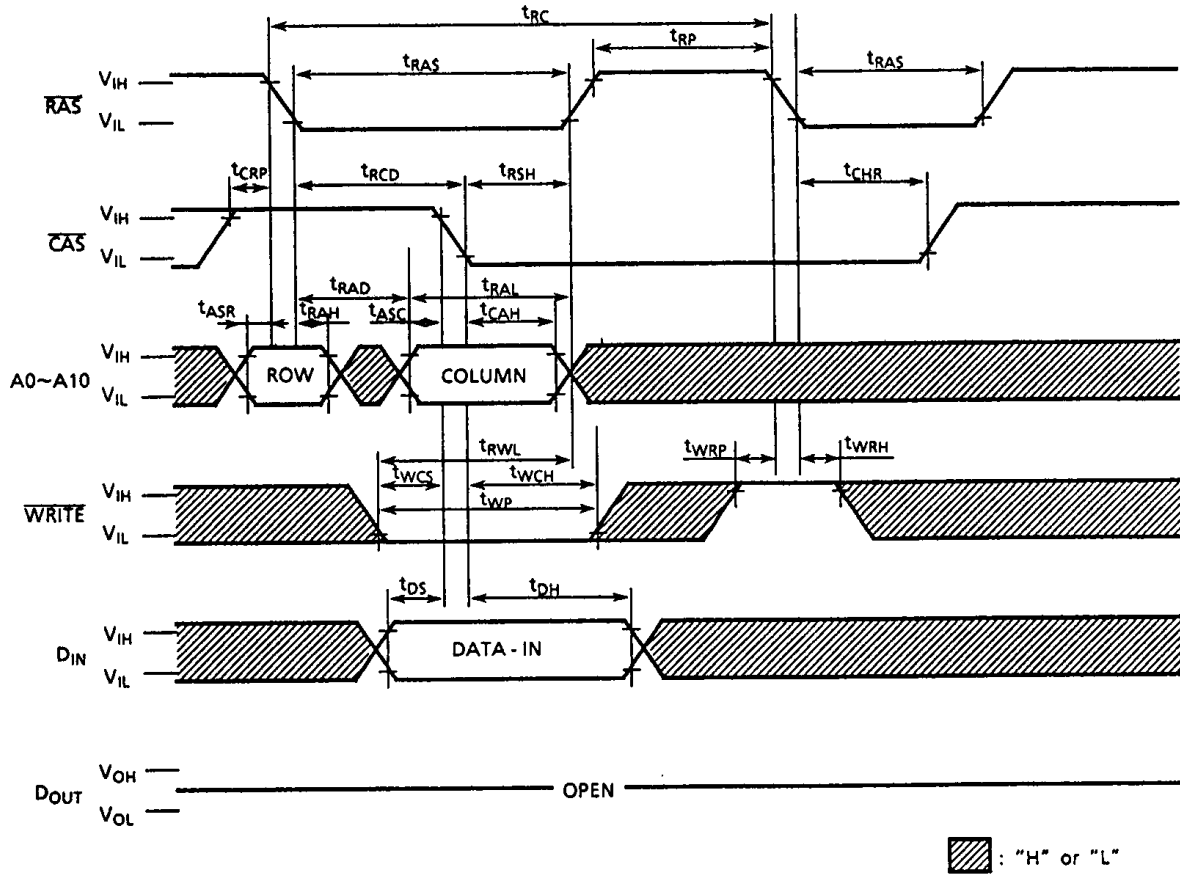 tRC
tRP
tRAS
tRAS
VIH
RAS
VIL
tCRP
tRCD
tRSH
tCHR
VIH
CAS
VIL
tRAD
tRAL
tASR
tRAH
tASC
tCAH
VIH
A0~A10
ROW
COLUMN
VIL
tRWL
tWRP
tWRH
tWCS
tWCH
VIH
tWP
WRITE
VIL
tDS
tDH
VIH
DIN
DATA - IN
VIL
VOH
DOUT
OPEN
VOL
: "H" or "L"